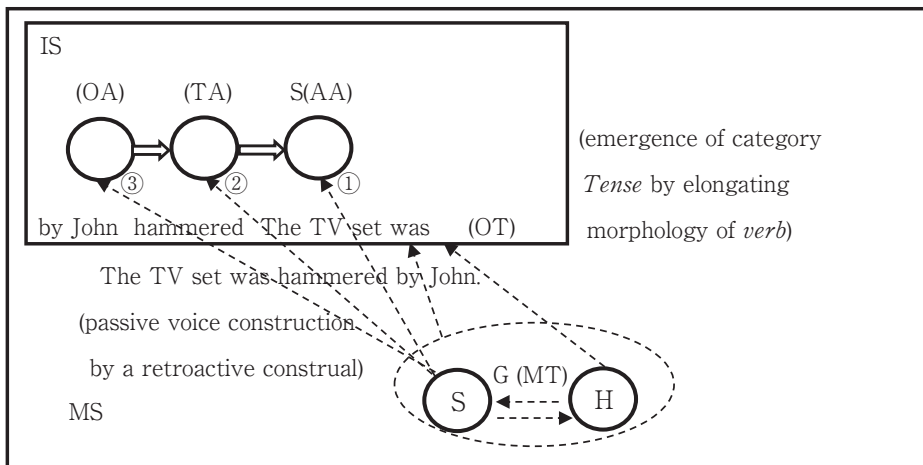 IS
(OA) (TA) S(AA)
③ ② ①
by John hammered The TV set was (OT)
(emergence of category
Tense by elongating
morphology of verb)
The TV set was hammered by John.
(passive voice construction
by a retroactive construal)
G (MT)
S H
MS